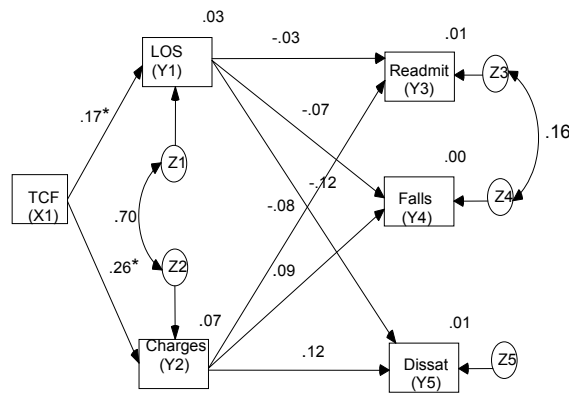 .03
-.03
.01
LOS
(Y1)
Readmit
(Y3)
Z3
-.07
.17*
.00
.16
Z1
-.12
TCF
(X1)
-.08
Falls
(Y4)
Z4
.70
.26*
Z2
.09
.07
.01
Charges
(Y2)
.12
Dissat
(Y5)
Z5